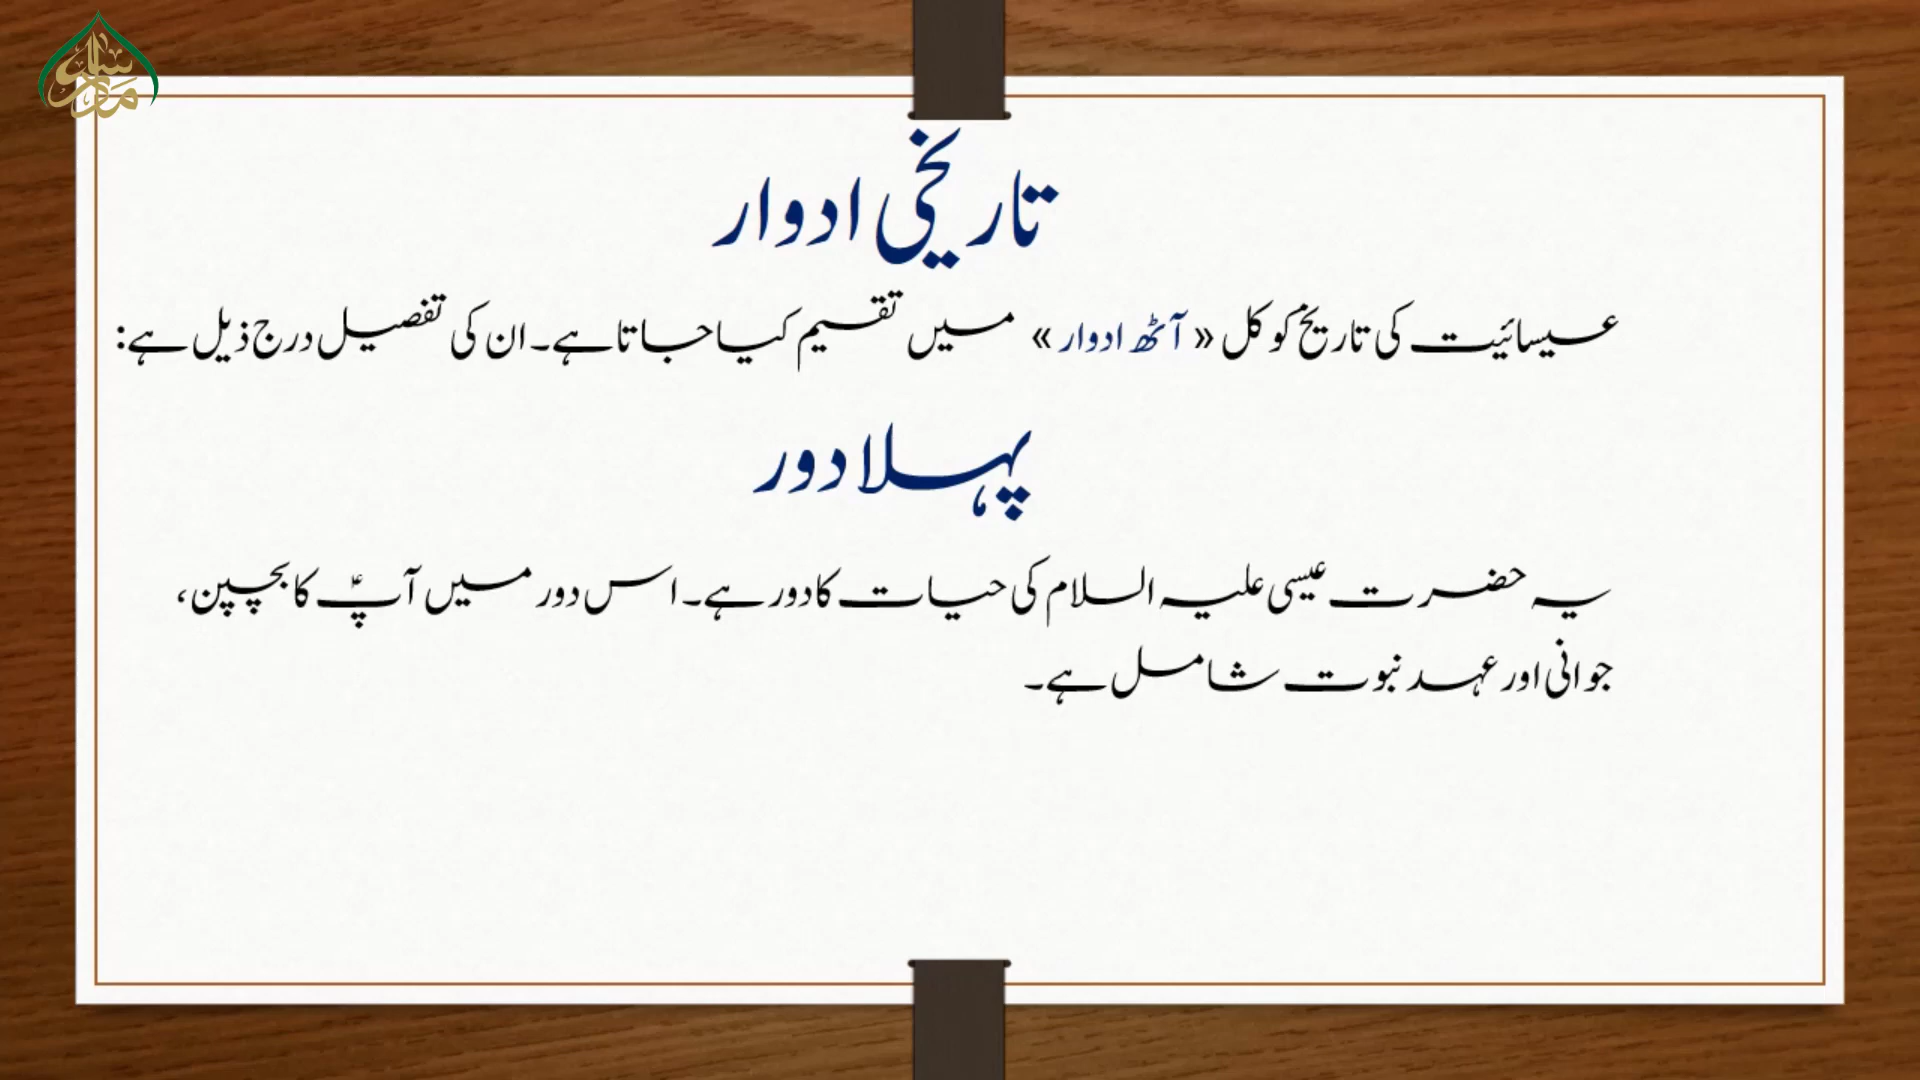 تاریخی ادوار
عیسائیت کی تاریخ کو کل « آٹھ ادوار » میں تقسیم کیا جاتا ہے۔ ان کی تفصیل درج ذیل ہے:
پہلا دور
یہ حضرت عیسی علیہ السلام کی حیات کا دور ہے۔ اس دور میں آپؑ کا بچپن،
جوانی اور عہد نبوت شامل ہے۔